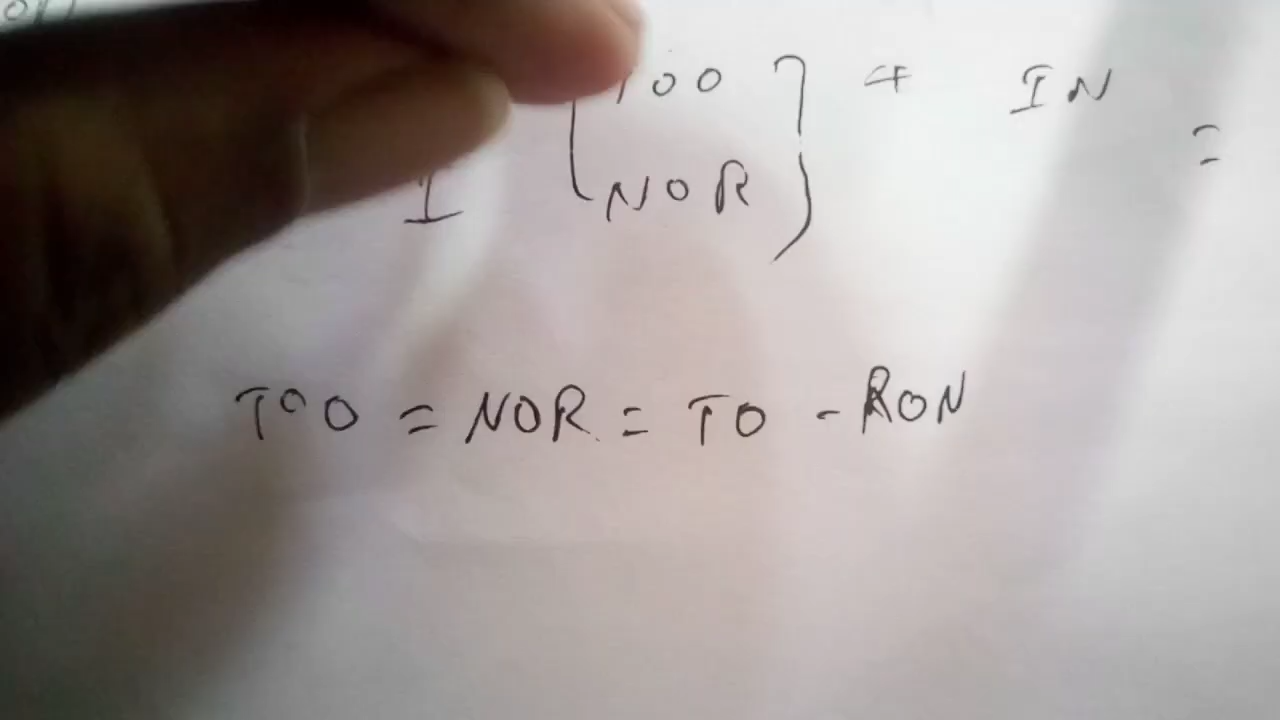 TOO + IN
=
I NOR
TOO = NOR = TO - RON